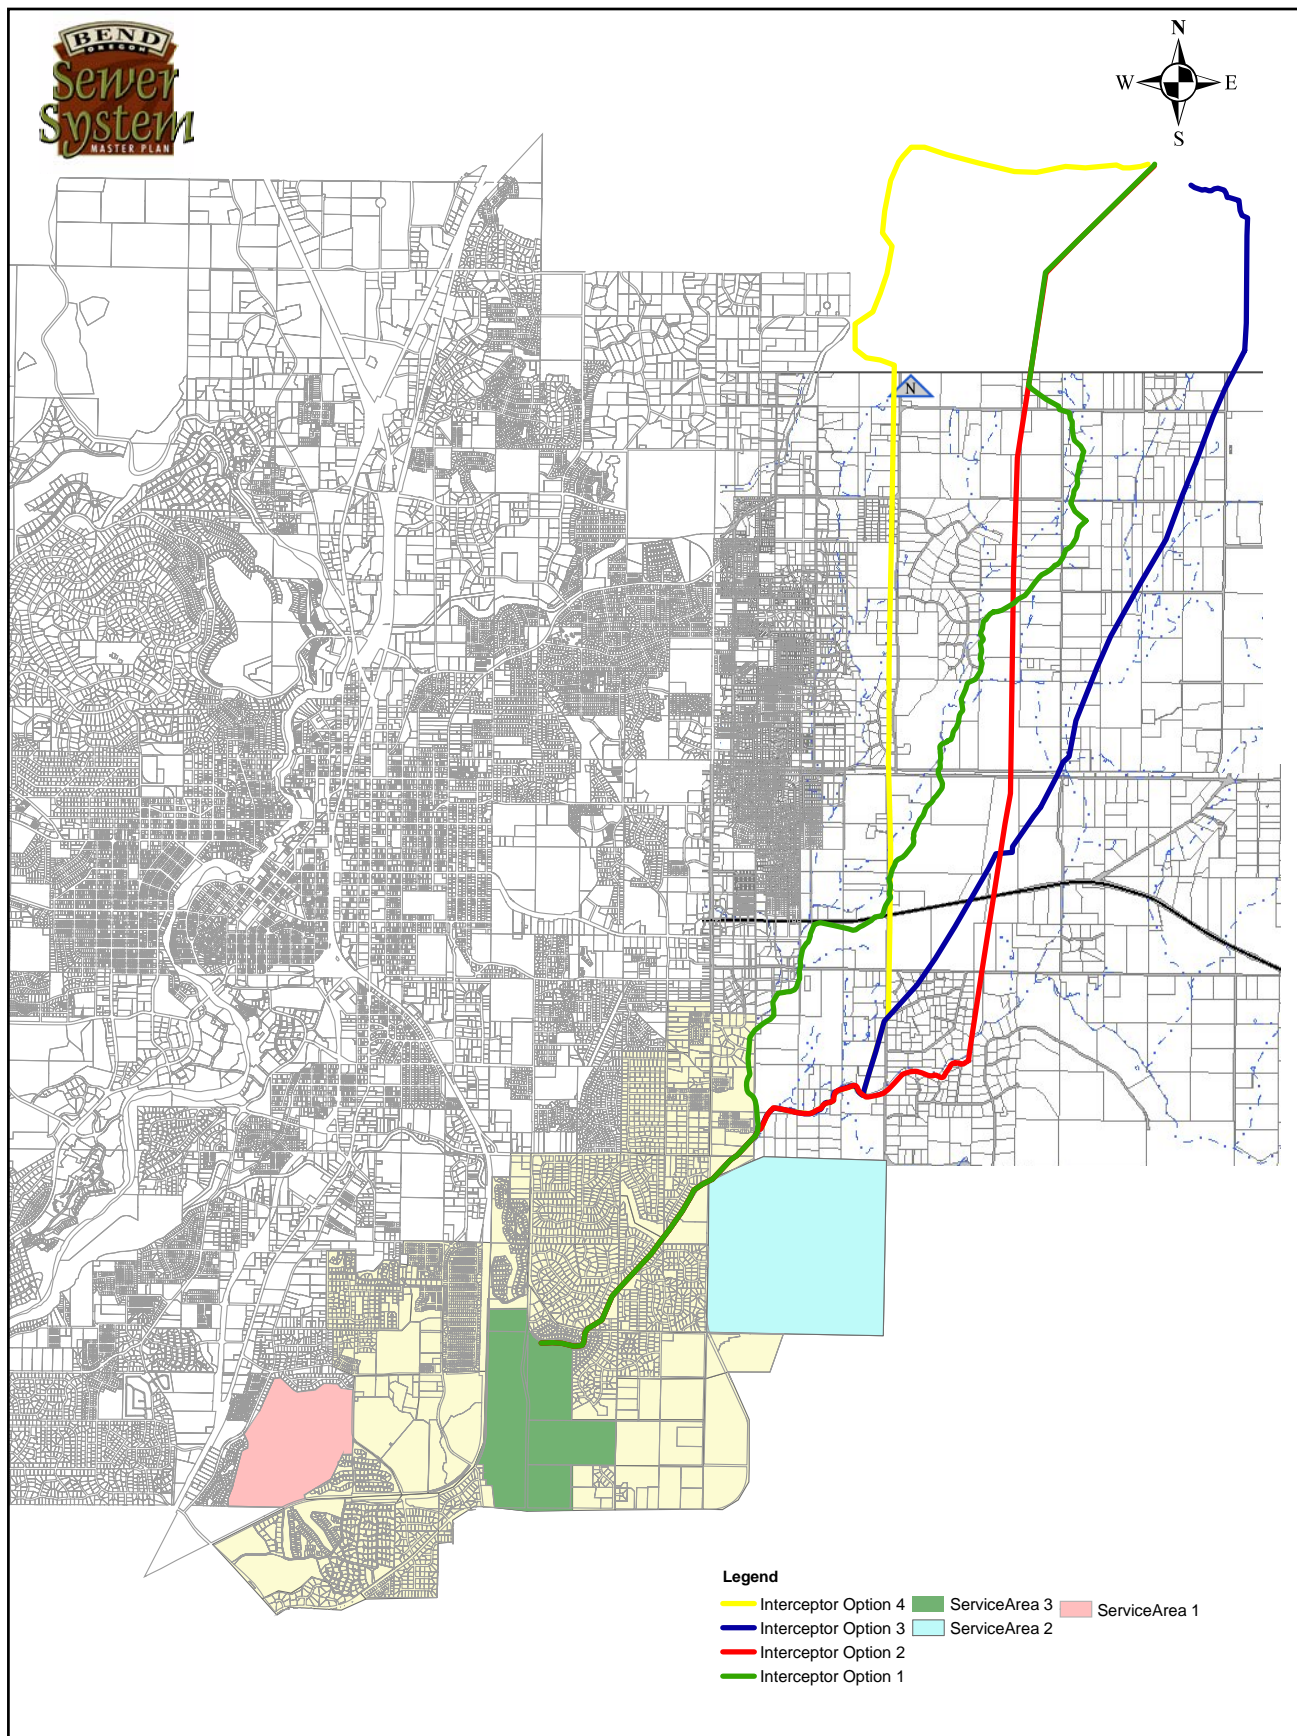 BEND
OREGON
Sewer
System
MASTER PLAN
N
W E
S
N
Legend
Interceptor Option 4 ServiceArea 3 ServiceArea 1
Interceptor Option 3 ServiceArea 2
Interceptor Option 2
Interceptor Option 1